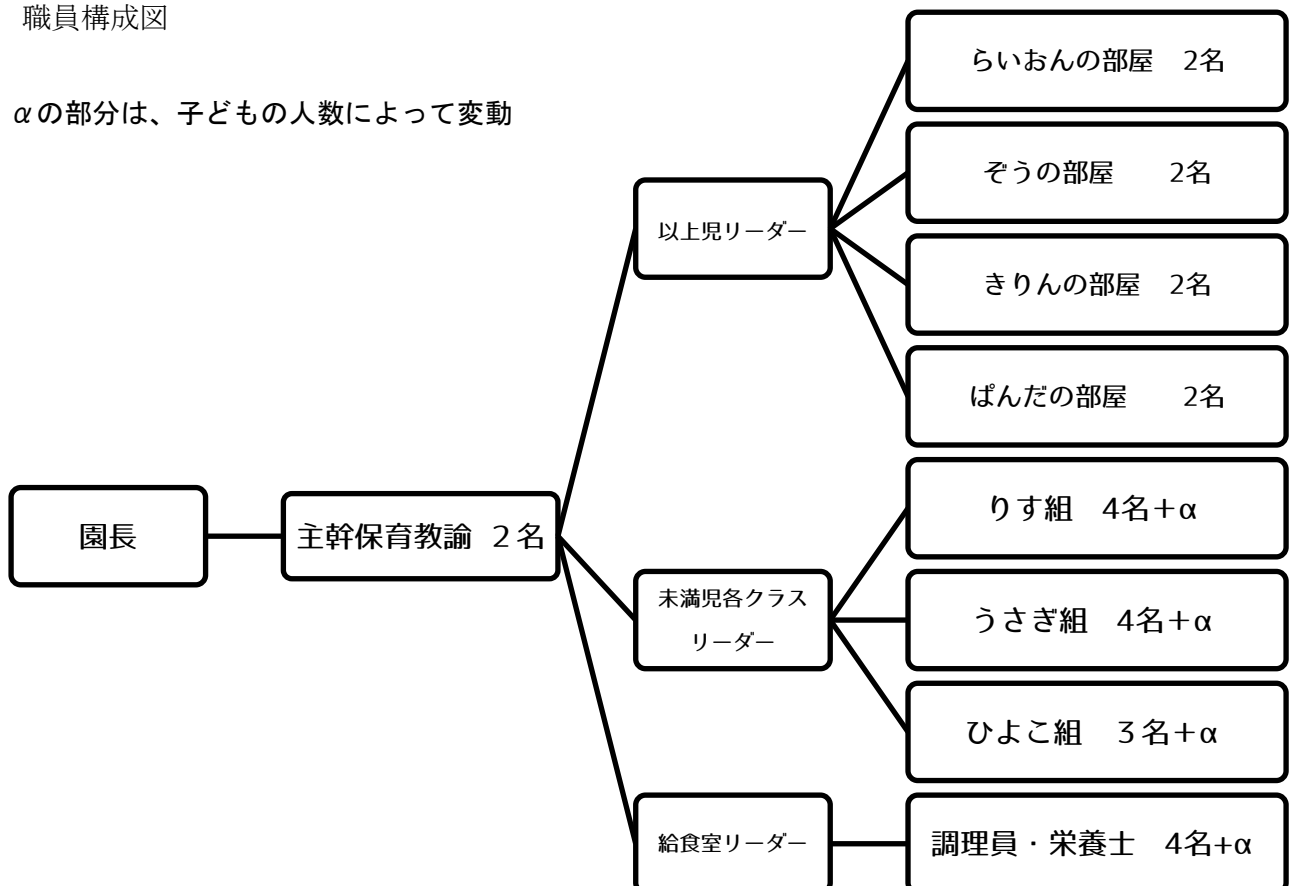 職員構成図
αの部分は、子どもの人数によって変動
らいおんの部屋　2名
ぞうの部屋　　2名
以上児リーダー
きりんの部屋　2名
ぱんだの部屋　　2名
りす組　4名＋α
園長
主幹保育教諭　２名
未満児各クラス
リーダー
うさぎ組　4名＋α
ひよこ組　３名＋α
給食室リーダー
調理員・栄養士　4名+α